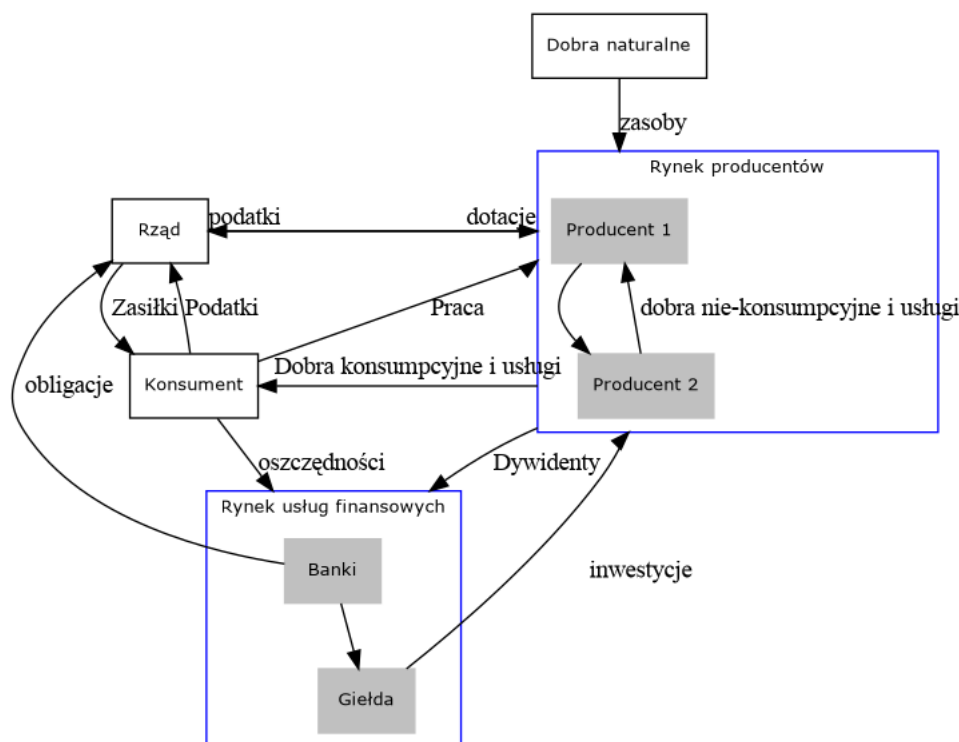 Dobra naturalne
zasoby
Rynek producentów
Rząd
podatki
dotacje
Producent 1
Zasiłki
Podatki
Praca
dobra nie-konsumpcyjne i usługi
Konsument
Dobra konsumpcyjne i usługi
Producent 2
obligacje
oszczędności
Dywidenty
Rynek usług finansowych
Banki
inwestycje
Giełda